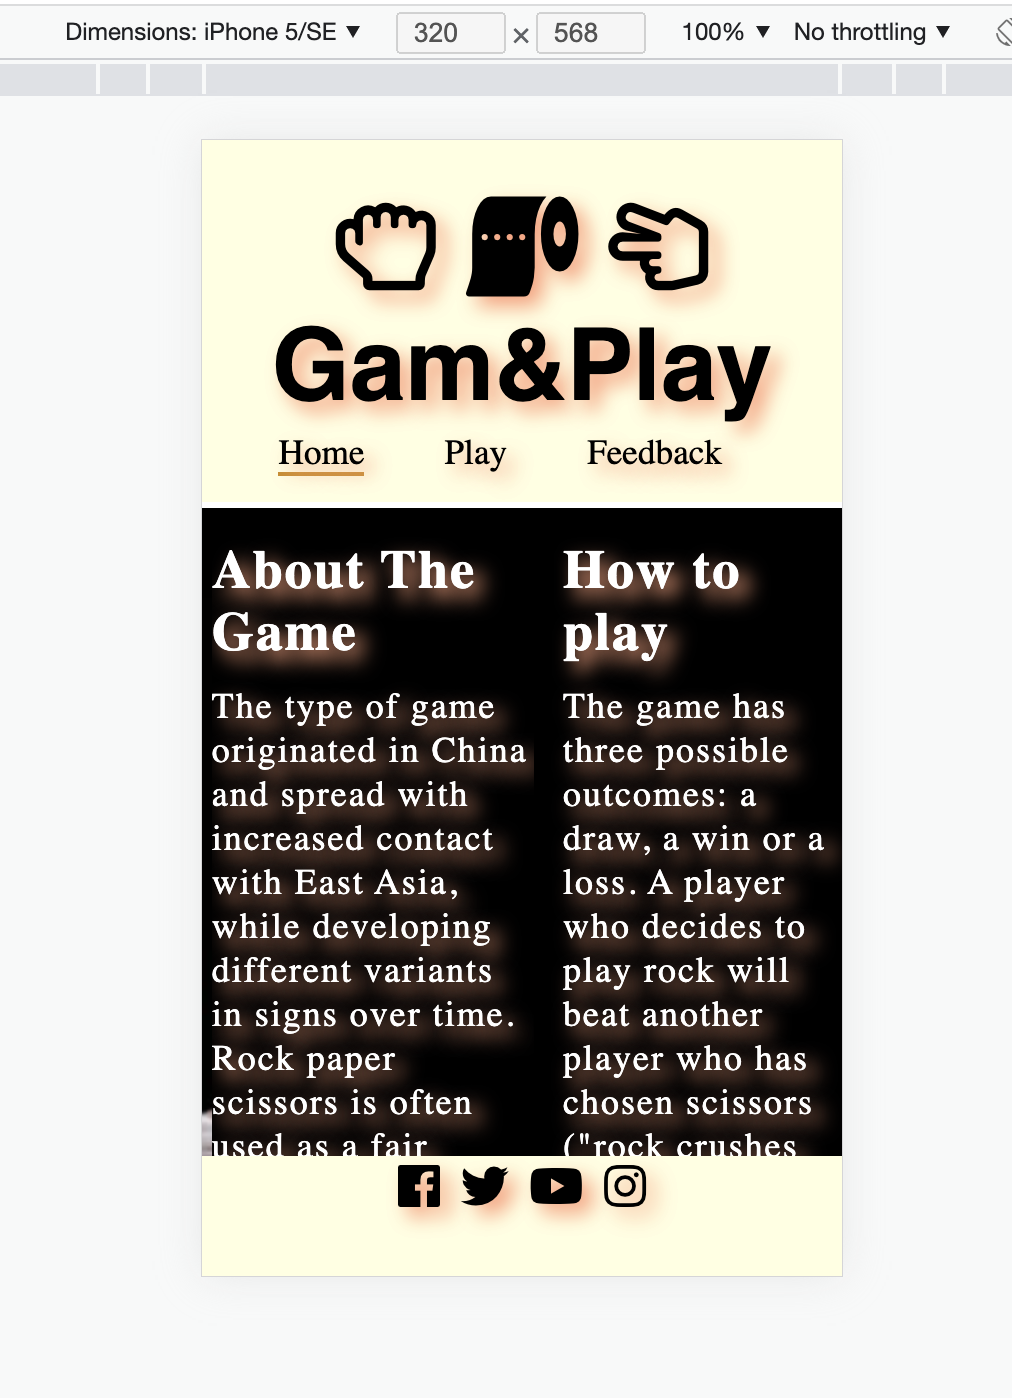 Dimensions: iPhone 5/SE ▼ 320 × 568 100% ▼ No throttling ▼
Gam&Play
Home Play Feedback
About The
Game
The type of game
originated in China
and spread with
increased contact
with East Asia,
while developing
different variants
in signs over time.
Rock paper
scissors is often
used as a fair
How to
play
The game has
three possible
outcomes: a
draw, a win or a
loss. A player
who decides to
play rock will
beat another
player who has
chosen scissors
("rock crushes